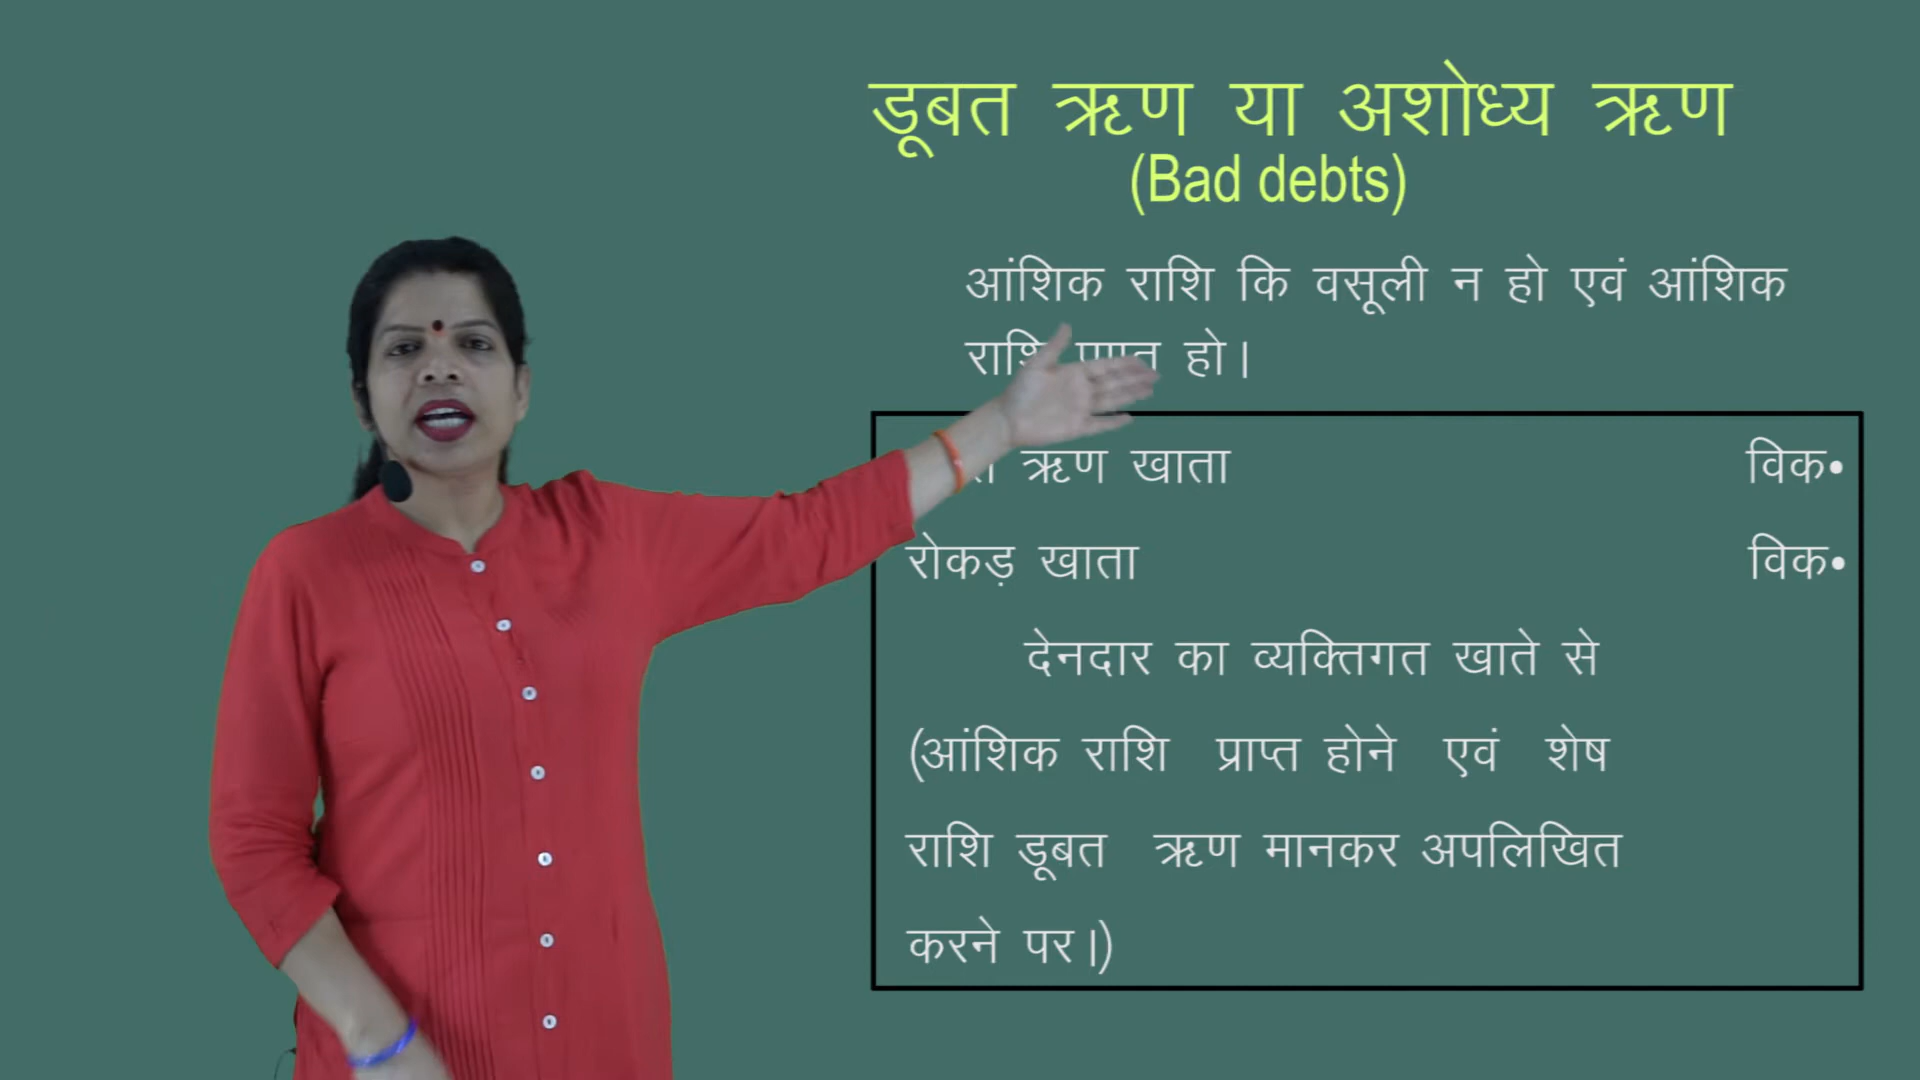 डूबत ऋण या अशोध्य ऋण
(Bad debts)
आंशिक राशि कि वसूली न हो एवं आंशिक
हो।
ऋण खाता विक•
रोकड़ खाता विक•
देनदार का व्यक्तिगत खाते से
(आंशिक राशि प्राप्त होने एवं शेष
राशि डूबत ऋण मानकर अपलिखित
करने पर।)